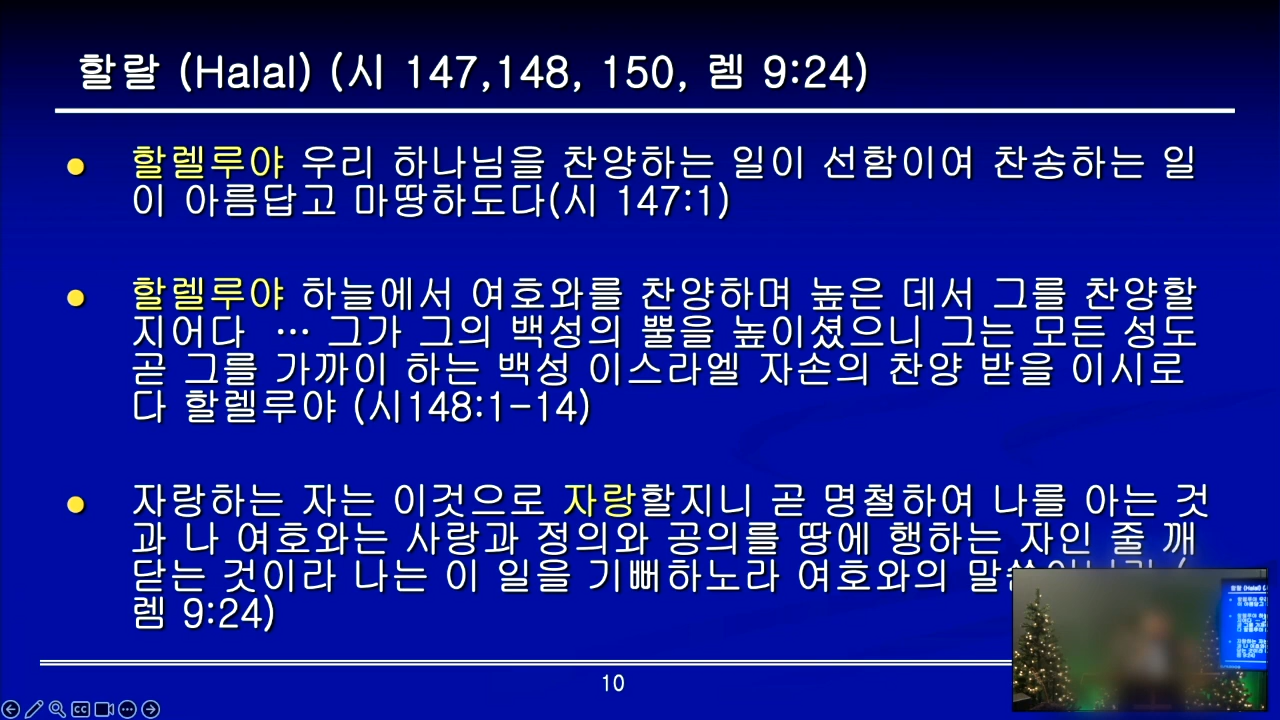 할랄 (Halal) (시 147,148, 150, 렘 9:24)
할렐루야 우리 하나님을 찬양하는 일이 선함이여 찬송하는 일
이 아름답고 마땅하도다(시 147:1)
할렐루야 하늘에서 여호와를 찬양하며 높은 데서 그를 찬양할
지어다 … 그가 그의 백성의 뿔을 높이셨으니 그는 모든 성도
곧 그를 가까이 하는 백성 이스라엘 자손의 찬양 받을 이시로
다 할렐루야 (시148:1-14)
자랑하는 자는 이것으로 자랑할지니 곧 명철하여 나를 아는 것
과 나 여호와는 사랑과 정의와 공의를 땅에 행하는 자인 줄 깨
닫는 것이라 나는 이 일을 기뻐하노라 여호와의
렘 9:24)
10
CC